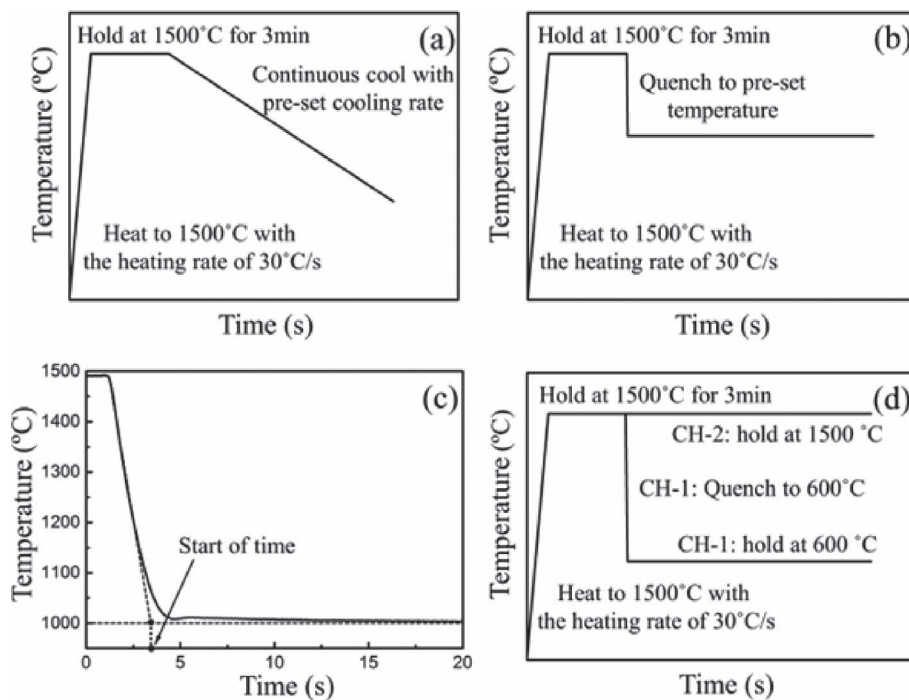 Hold at 1500°C for 3min
(a)
Continuous cool with
pre-set cooling rate
Heat to 1500°C with
the heating rate of 30°C/s
Temperature (ºC)
Time (s)
Hold at 1500°C for 3min
(b)
Quench to pre-set
temperature
Heat to 1500°C with
the heating rate of 30°C/s
Temperature (ºC)
Time (s)
1500
1400
1300
1200
1100
1000
(c)
Start of time
Temperature (ºC)
0
5
10
15
20
Time (s)
Hold at 1500°C for 3min
(d)
CH-2: hold at 1500 °C
CH-1: Quench to 600°C
CH-1: hold at 600 °C
Heat to 1500°C with
the heating rate of 30°C/s
Temperature (ºC)
Time (s)